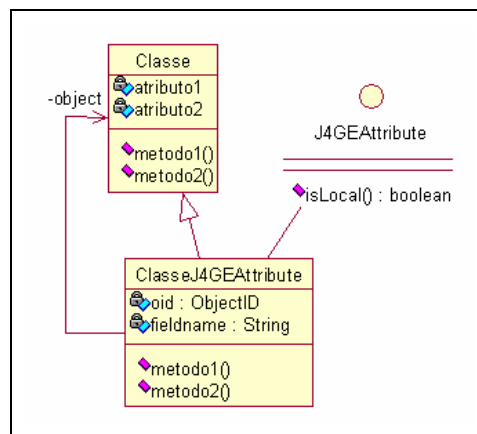 Classe
atributo1
atributo2
metodo1()
metodo2()
-object
J4GEAttribute
isLocal() : boolean
ClasseJ4GEAttribute
oid : ObjectID
fieldname : String
metodo1()
metodo2()